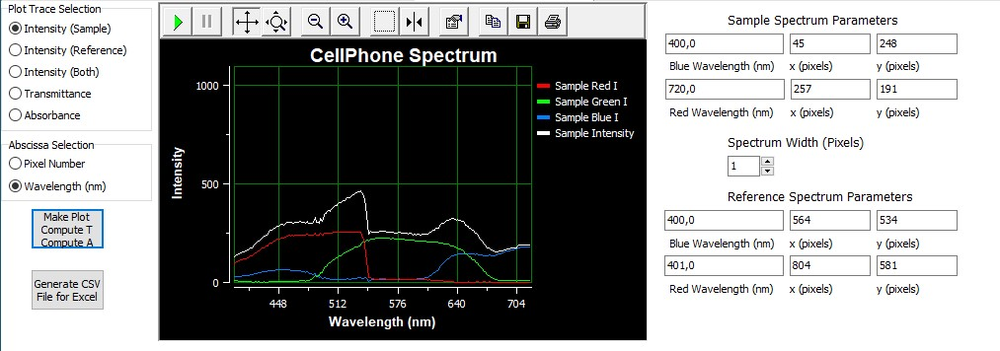 Plot Trace Selection
Intensity (Sample)
Intensity (Reference)
Intensity (Both)
Transmittance
Absorbance
Abscissa Selection
Pixel Number
Wavelength (nm)
Make Plot
Compute T
Compute A
Generate CSV
File for Excel
CellPhone Spectrum
1000
500
0
Intensity
448 512 576 640 704
Wavelength (nm)
Sample Red I
Sample Green I
Sample Blue I
Sample Intensity
Sample Spectrum Parameters
400,0 45 248
Blue Wavelength (nm) x (pixels) y (pixels)
720,0 257 191
Red Wavelength (nm) x (pixels) y (pixels)
Spectrum Width (Pixels)
1
Reference Spectrum Parameters
400,0 564 534
Blue Wavelength (nm) x (pixels) y (pixels)
401,0 804 581
Red Wavelength (nm) x (pixels) y (pixels)